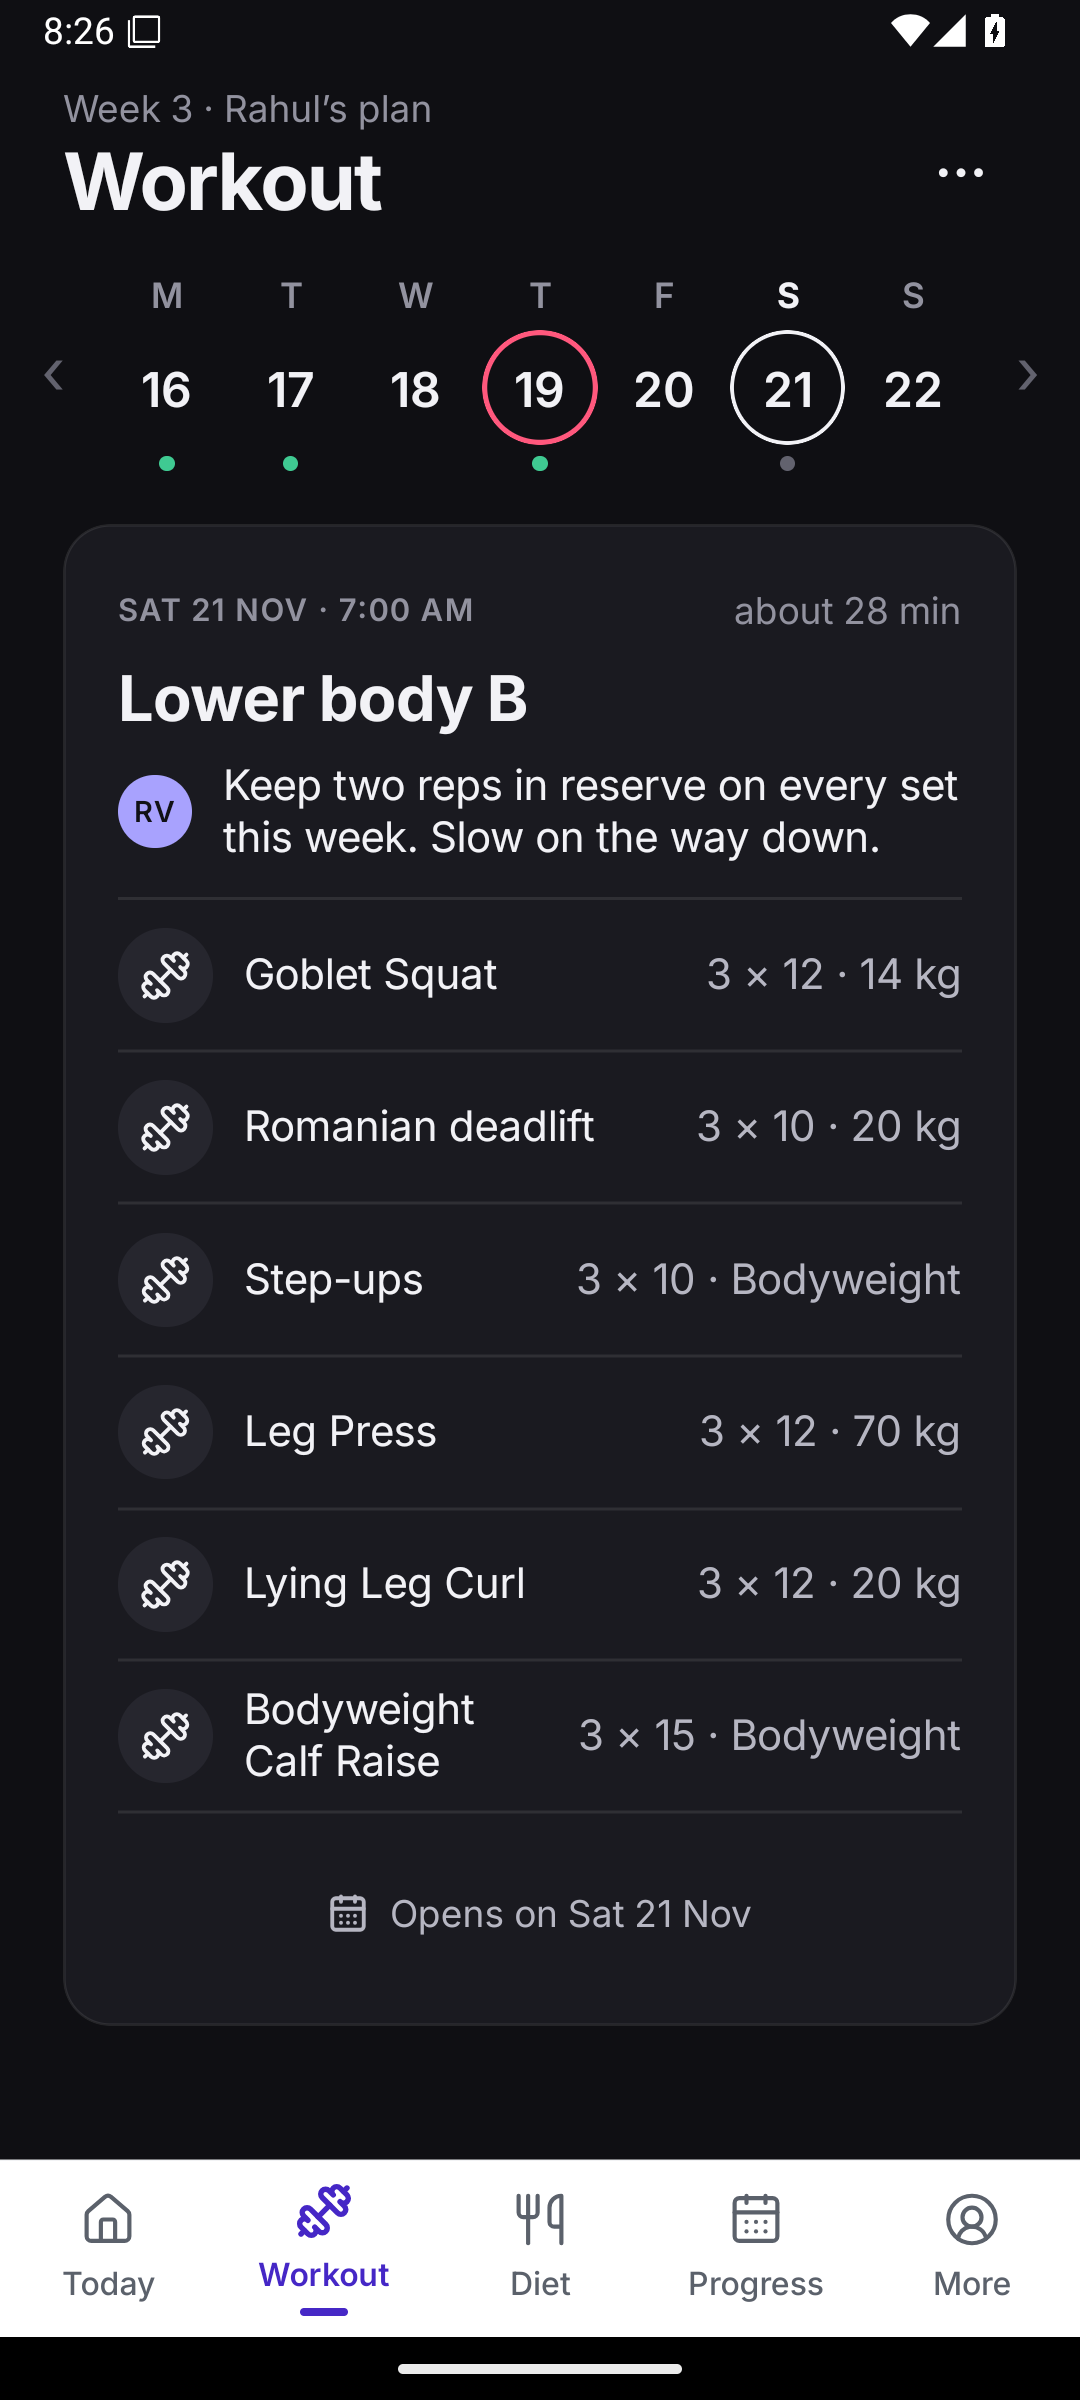 8:26
Week 3 · Rahul’s plan
Workout
M T W T F S S
16 17 18 19 20 21 22
SAT 21 NOV · 7:00 AM
about 28 min
Lower body B
RV
Keep two reps in reserve on every set
this week. Slow on the way down.
Goblet Squat 3 × 12 · 14 kg
Romanian deadlift 3 × 10 · 20 kg
Step-ups 3 × 10 · Bodyweight
Leg Press 3 × 12 · 70 kg
Lying Leg Curl 3 × 12 · 20 kg
Bodyweight
Calf Raise
3 × 15 · Bodyweight
Opens on Sat 21 Nov
Today Workout Diet Progress More